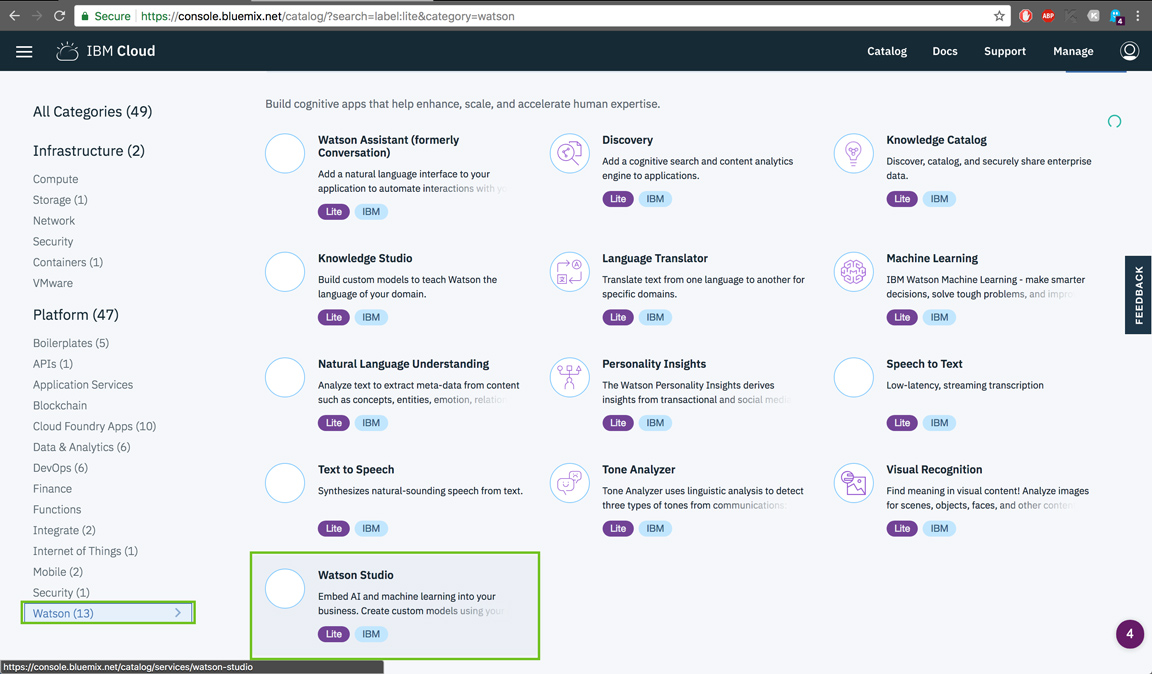 Secure
https://console.bluemix.net/catalog/?search=label:lite&category=watson
ABP
K
4
IBM Cloud
Catalog
Docs
Support
Manage
All Categories (49)
Infrastructure (2)
Compute
Storage (1)
Network
Security
Containers (1)
VMware
Platform (47)
Boilerplates (5)
APIs (1)
Application Services
Blockchain
Cloud Foundry Apps (10)
Data & Analytics (6)
DevOps (6)
Finance
Functions
Integrate (2)
Internet of Things (1)
Mobile (2)
Security (1)
Watson (13)
Build cognitive apps that help enhance, scale, and accelerate human expertise.
Watson Assistant (formerly
Conversation)
Add a natural language interface to your
application to automate interactions with
Lite
IBM
Discovery
Add a cognitive search and content analytics
engine to applications.
Lite
IBM
Knowledge Catalog
Discover, catalog, and securely share enterprise
data.
Lite
IBM
Knowledge Studio
Build custom models to teach Watson the
language of your domain.
Lite
IBM
Language Translator
Translate text from one language to another for
specific domains.
Lite
IBM
Machine Learning
IBM Watson Machine Learning - make smarter
decisions, solve tough problems, and
Lite
IBM
Natural Language Understanding
Analyze text to extract meta-data from content
such as concepts, entities, emotion,
Lite
IBM
Personality Insights
The Watson Personality Insights derives
insights from transactional and social
Lite
IBM
Speech to Text
Low-latency, streaming transcription
Lite
IBM
Text to Speech
Synthesizes natural-sounding speech from text.
Lite
IBM
Tone Analyzer
Tone Analyzer uses linguistic analysis to detect
three types of tones from communications
Lite
IBM
Visual Recognition
Find meaning in visual content! Analyze images
for scenes, objects, faces, and other
Lite
IBM
Watson Studio
Embed AI and machine learning into your
business. Create custom models using your
Lite
IBM
FEEDBACK
4
https://console.bluemix.net/catalog/services/watson-studio